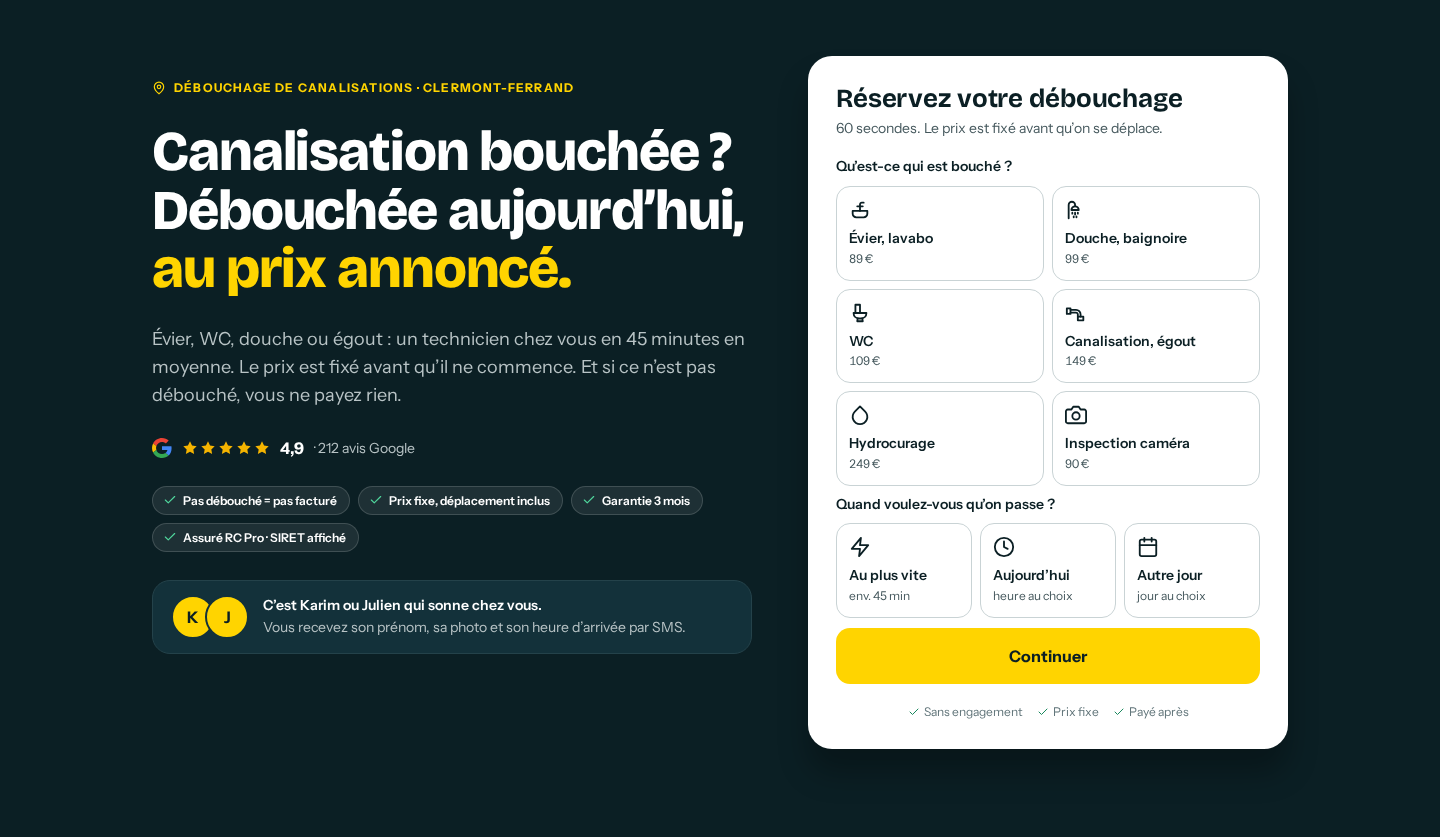 DÉBOUCHAGE DE CANALISATIONS · CLERMONT-FERRAND
Canalisation bouchée ?
Débouchée aujourd’hui,
au prix annoncé.
Évier, WC, douche ou égout : un technicien chez vous en 45 minutes en
moyenne. Le prix est fixé avant qu’il ne commence. Et si ce n’est pas
débouché, vous ne payez rien.
4,9 · 212 avis Google
Pas débouché = pas facturé
Prix fixe, déplacement inclus
Garantie 3 mois
Assuré RC Pro · SIRET affiché
K J
C’est Karim ou Julien qui sonne chez vous.
Vous recevez son prénom, sa photo et son heure d’arrivée par SMS.
Réservez votre débouchage
60 secondes. Le prix est fixé avant qu’on se déplace.
Qu’est-ce qui est bouché ?
Évier, lavabo
89 €
Douche, baignoire
99 €
WC
109 €
Canalisation, égout
149 €
Hydrocurage
249 €
Inspection caméra
90 €
Quand voulez-vous qu’on passe ?
Au plus vite
env. 45 min
Aujourd’hui
heure au choix
Autre jour
jour au choix
Continuer
Sans engagement
Prix fixe
Payé après